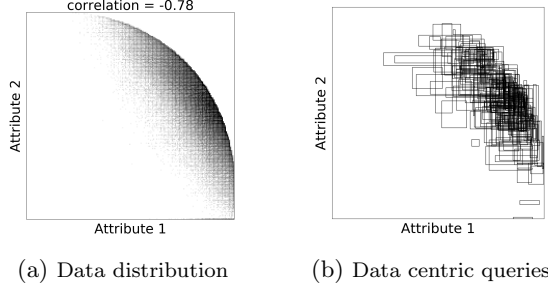 correlation = -0.78
Attribute 2
Attribute 1
Attribute 2
Attribute 1
(a) Data distribution
(b) Data centric queries